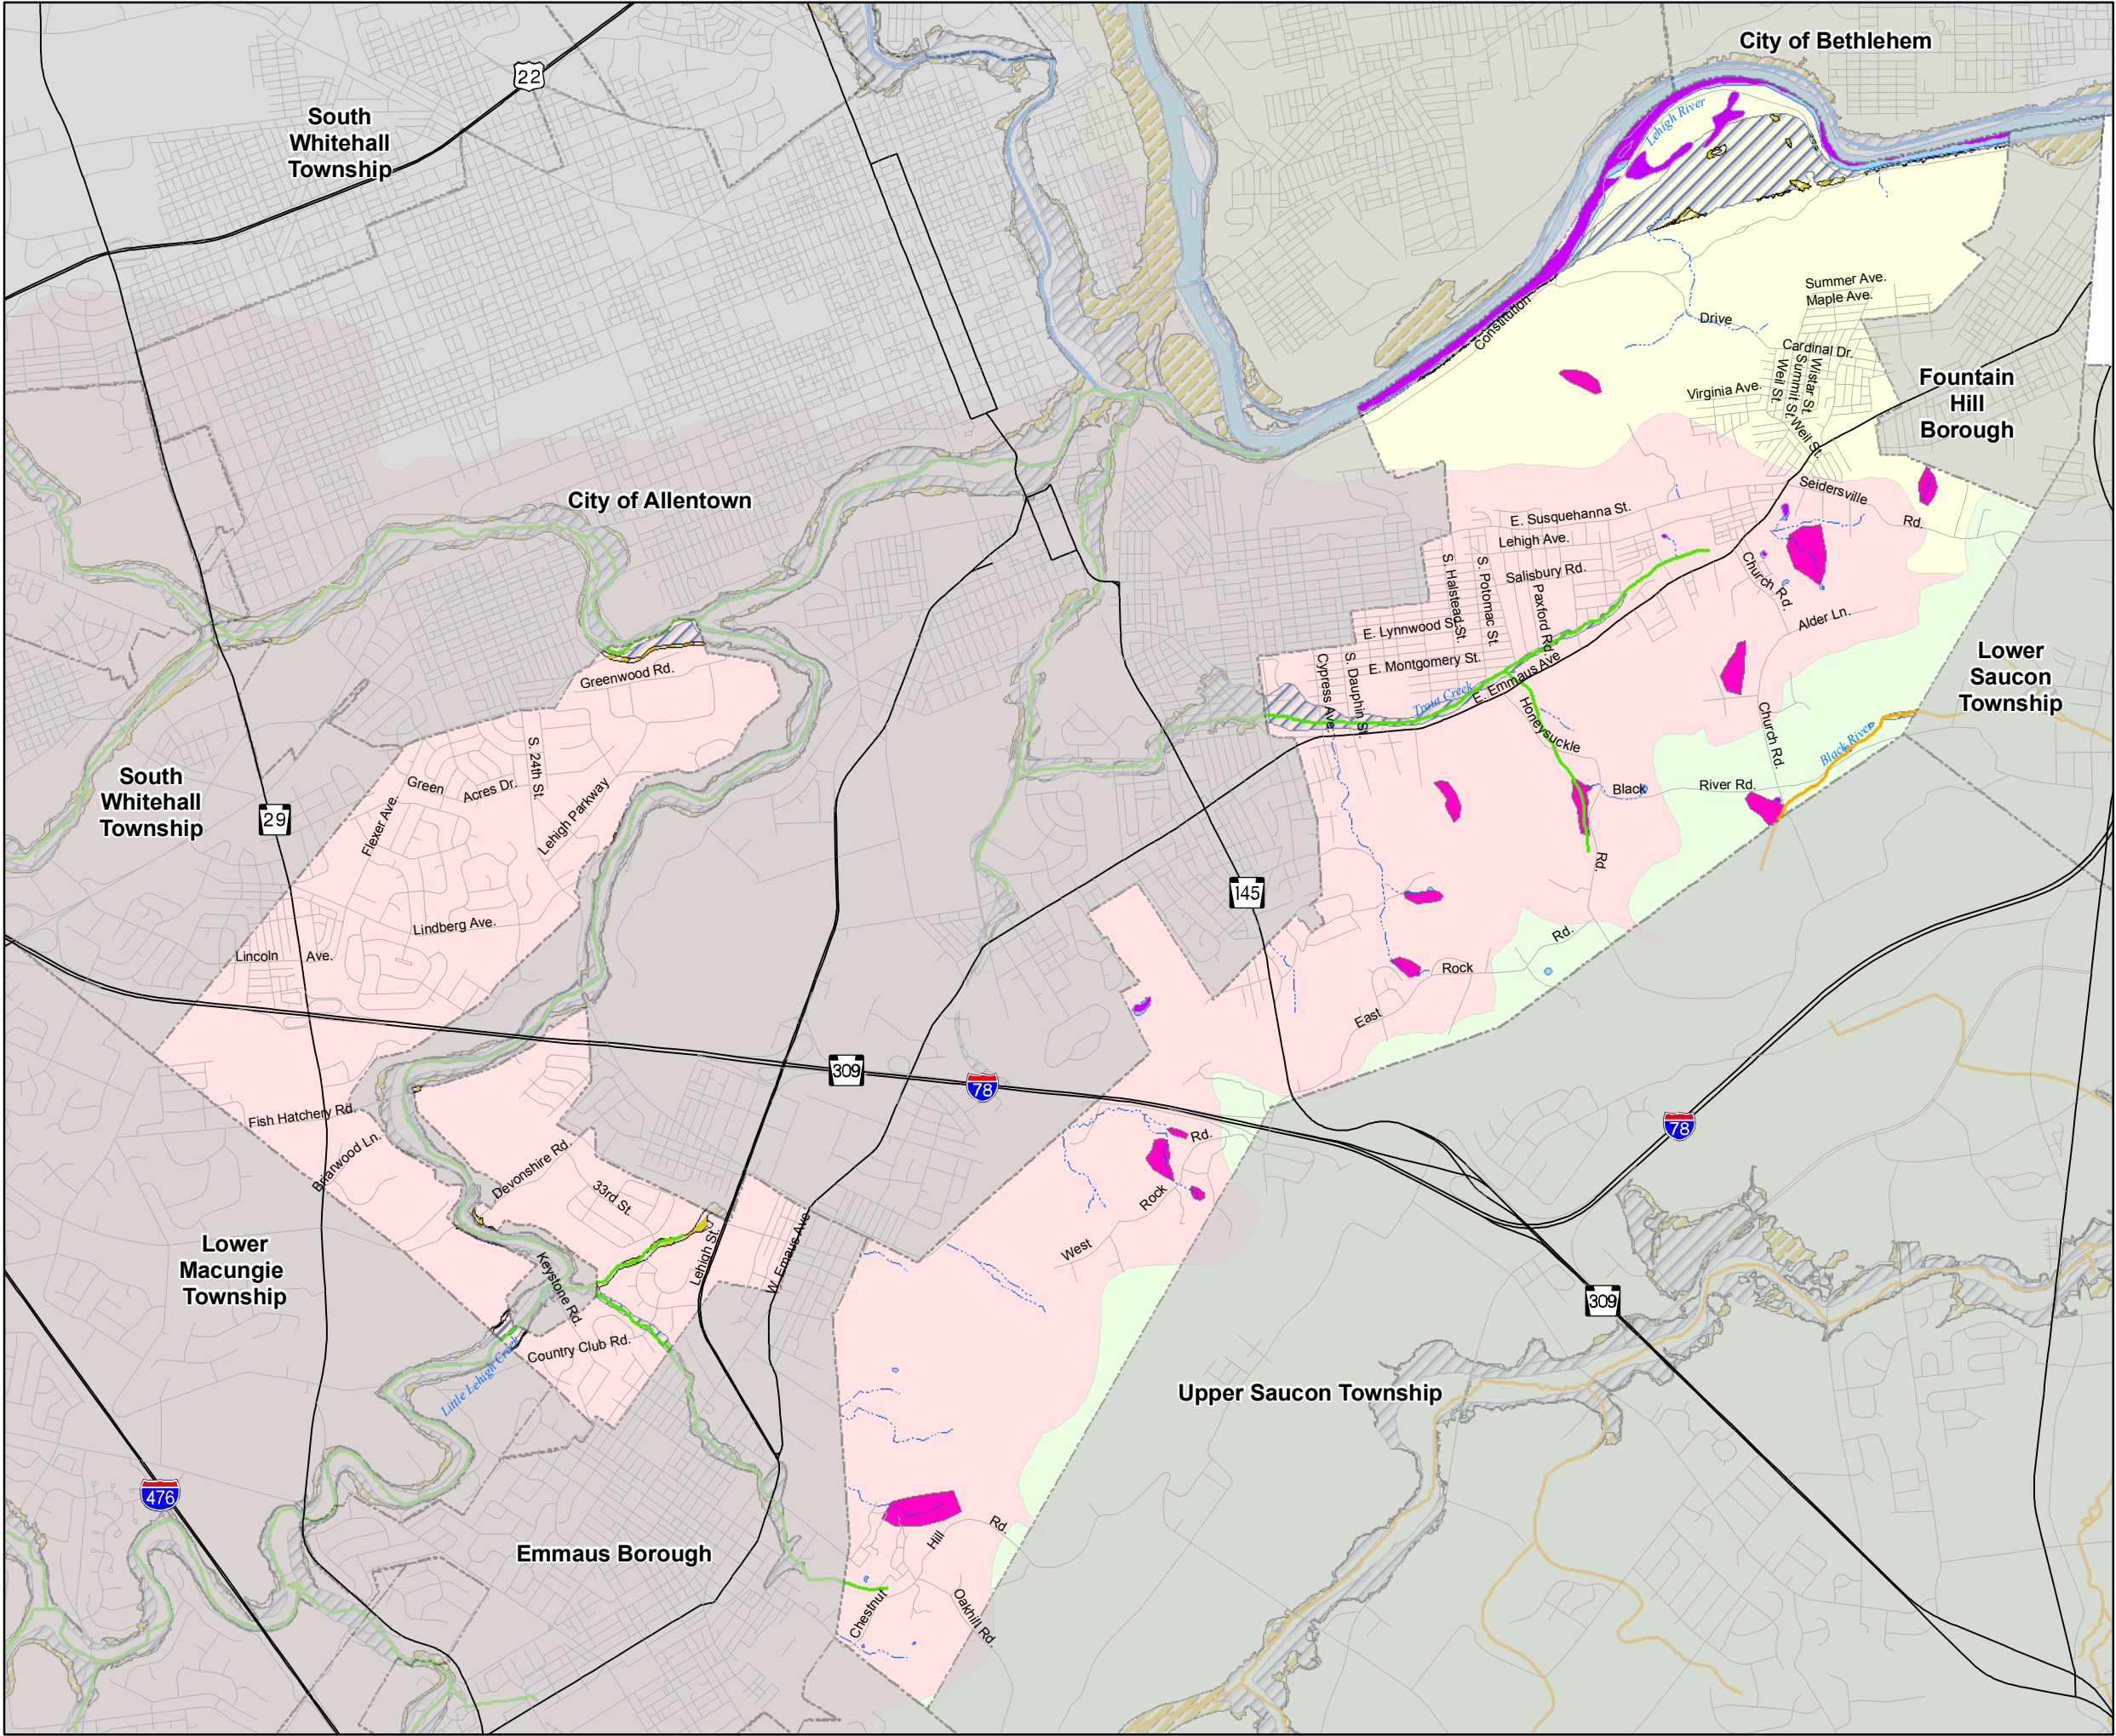 City of Bethlehem
22
South
Whitehall
Township
Lehigh River
Summer Ave.
Maple Ave.
Constitution
Drive
Cardinal Dr.
Virginia Ave.
Weil St.
Summit St.
Wistar St.
Weil St.
Fountain
Hill
Borough
City of Allentown
Seidersville
Rd.
E. Susquehanna St.
Lehigh Ave.
S. Halstead St.
S. Potomac St.
Salisbury Rd.
Paxford Rd.
Church Rd.
Alder Ln.
E. Lynnwood St.
E. Montgomery St.
Cypress Ave.
S. Dauphin St.
Trout Creek
E. Emmaus Ave
Honeysuckle
Rd.
Church Rd.
Lower
Saucon
Township
Black River
Black
River Rd.
Greenwood Rd.
S. 24th St.
Green
Acres Dr.
Flexer Ave.
Lehigh Parkway
South
Whitehall
Township
29
145
Lindberg Ave.
Lincoln
Ave.
Rd.
Rock
East
309
78
78
Fish Hatchery Rd.
Briarwood Ln.
Devonshire Rd.
33rd St.
Rd.
Rock
West
Lower
Macungie
Township
Keystone Rd.
Lehigh St.
W. Emaus Ave
309
Country Club Rd.
Little Lehigh Creek
Upper Saucon Township
476
Emmaus Borough
Hill
Rd.
Chestnut
Oakhill Rd.